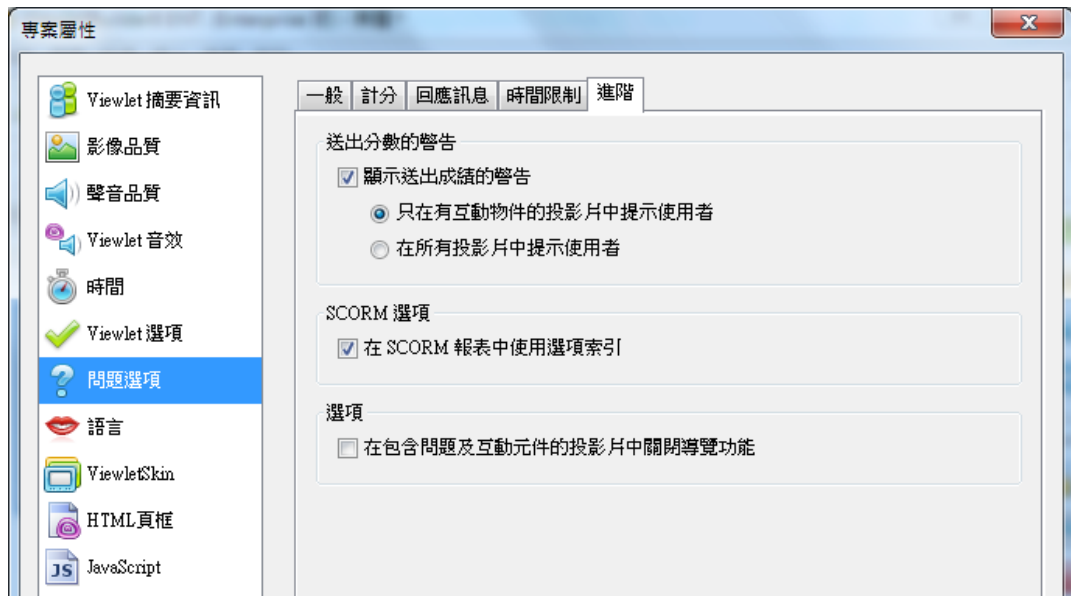 專案屬性
Viewlet 摘要資訊
影像品質
聲音品質
Viewlet 音效
時間
Viewlet 選項
問題選項
語言
ViewletSkin
HTML頁框
JS JavaScript
一般 計分 回應訊息 時間限制 進階
送出分數的警告
顯示送出成績的警告
只在有互動物件的投影片中提示使用者
在所有投影片中提示使用者
SCORM 選項
在 SCORM 報表中使用選項索引
選項
在包含問題及互動元件的投影片中關閉導覽功能